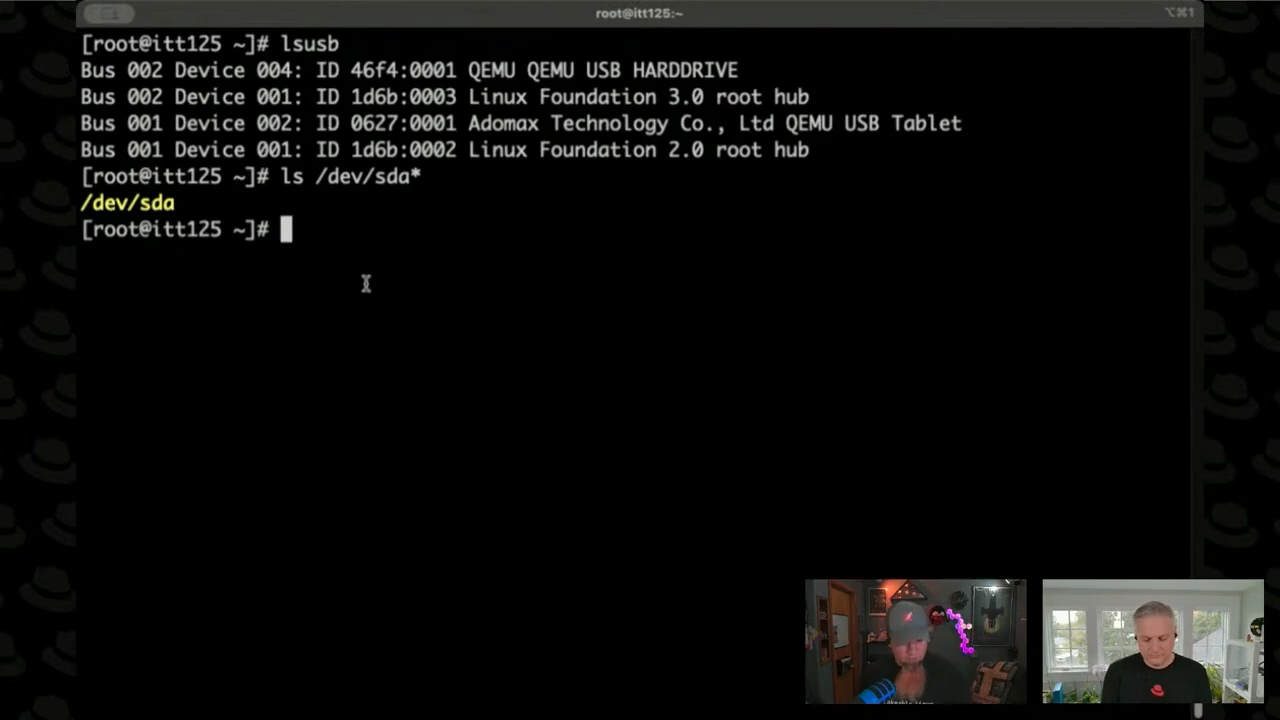 root@itt125:~
⌥⌘1
[root@itt125 ~]# lsusb
Bus 002 Device 004: ID 46f4:0001 QEMU QEMU USB HARDDRIVE
Bus 002 Device 001: ID 1d6b:0003 Linux Foundation 3.0 root hub
Bus 001 Device 002: ID 0627:0001 Adomax Technology Co., Ltd QEMU USB Tablet
Bus 001 Device 001: ID 1d6b:0002 Linux Foundation 2.0 root hub
[root@itt125 ~]# ls /dev/sda*
/dev/sda
[root@itt125 ~]#